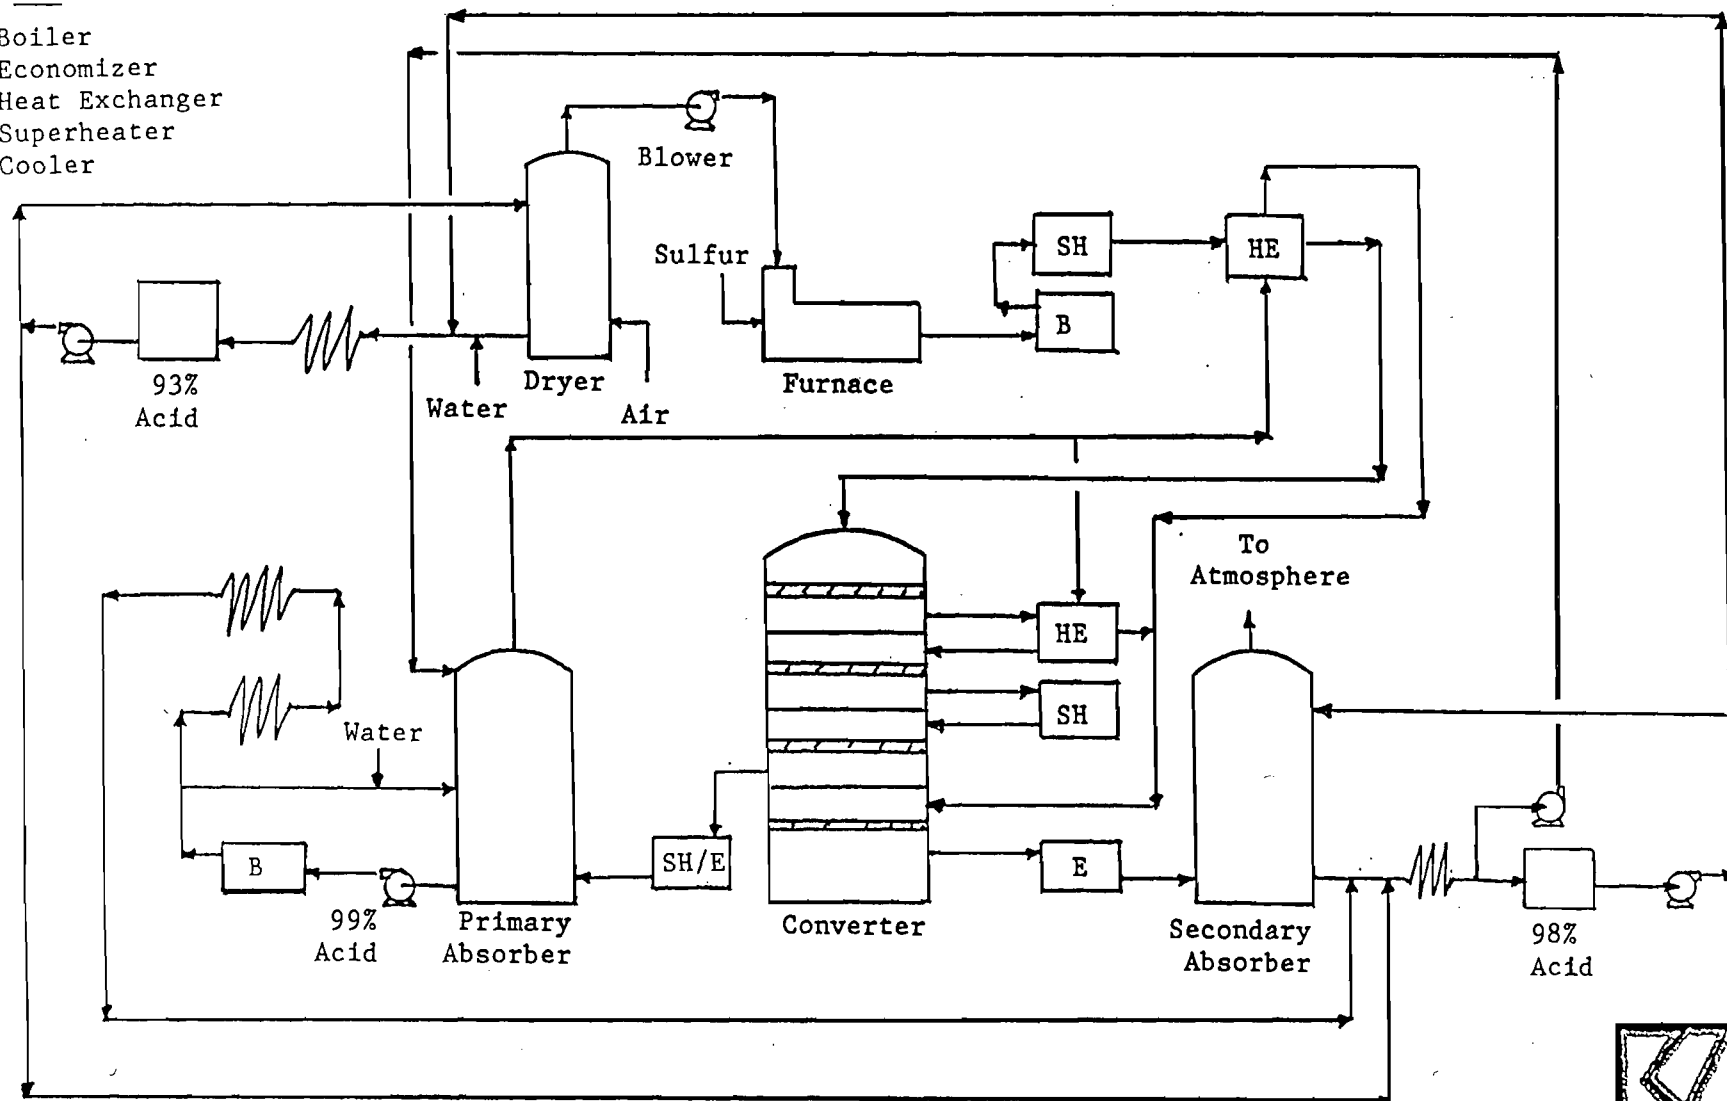 Boiler
Economizer
Heat Exchanger
Superheater
Cooler
Blower
Sulfur
SH
HE
B
93%
Acid
Water
Dryer
Air
Furnace
To
Atmosphere
HE
SH
Water
B
SH/E
E
99%
Acid
Primary
Absorber
Converter
Secondary
Absorber
98%
Acid